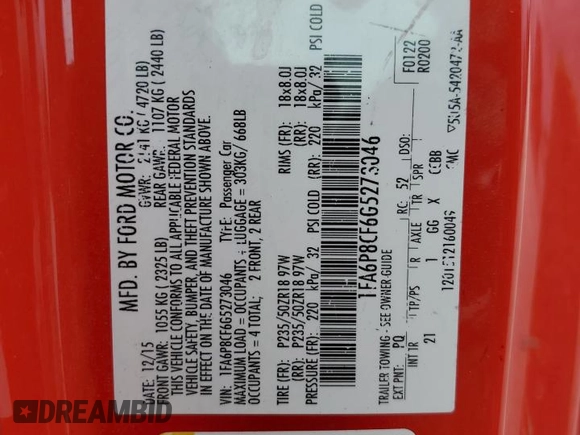 MFD. BY FORD MOTOR CO.
DATE: 12/15 GVWR: 2141 KG ( 4720 LB)
FRONT GAWR: 1055 KG ( 2325 LB) REAR GAWR: 1107 KG ( 2440 LB)
THIS VEHICLE CONFORMS TO ALL APPLICABLE FEDERAL MOTOR
VEHICLE SAFETY, BUMPER, AND THEFT PREVENTION STANDARDS
IN EFFECT ON THE DATE OF MANUFACTURE SHOWN ABOVE.
VIN: 1FA6P8CF6G5273046 TYPE: Passenger Car
MAXIMUM LOAD = OCCUPANTS + LUGGAGE = 303KG/ 668LB
OCCUPANTS = 4 TOTAL: 2 FRONT, 2 REAR
TIRES (FR): P235/50ZR18 97W RIMS (FR): 18x8.0J
TIRES (RR): P235/50ZR18 97W (RR): 18x8.0J
PRESSURE (FR): 220 kPa/ 32 PSI COLD (RR): 220 kPa/ 32 PSI COLD
1FA6P8CF6G5273046
TRAILER TOWING - SEE OWNER GUIDE
F0122
R0200
EXT PNT: PQ RC: 52 DSO:
INT TR TP/PS R AXLE TR SPR
21 1 GG X CCBB